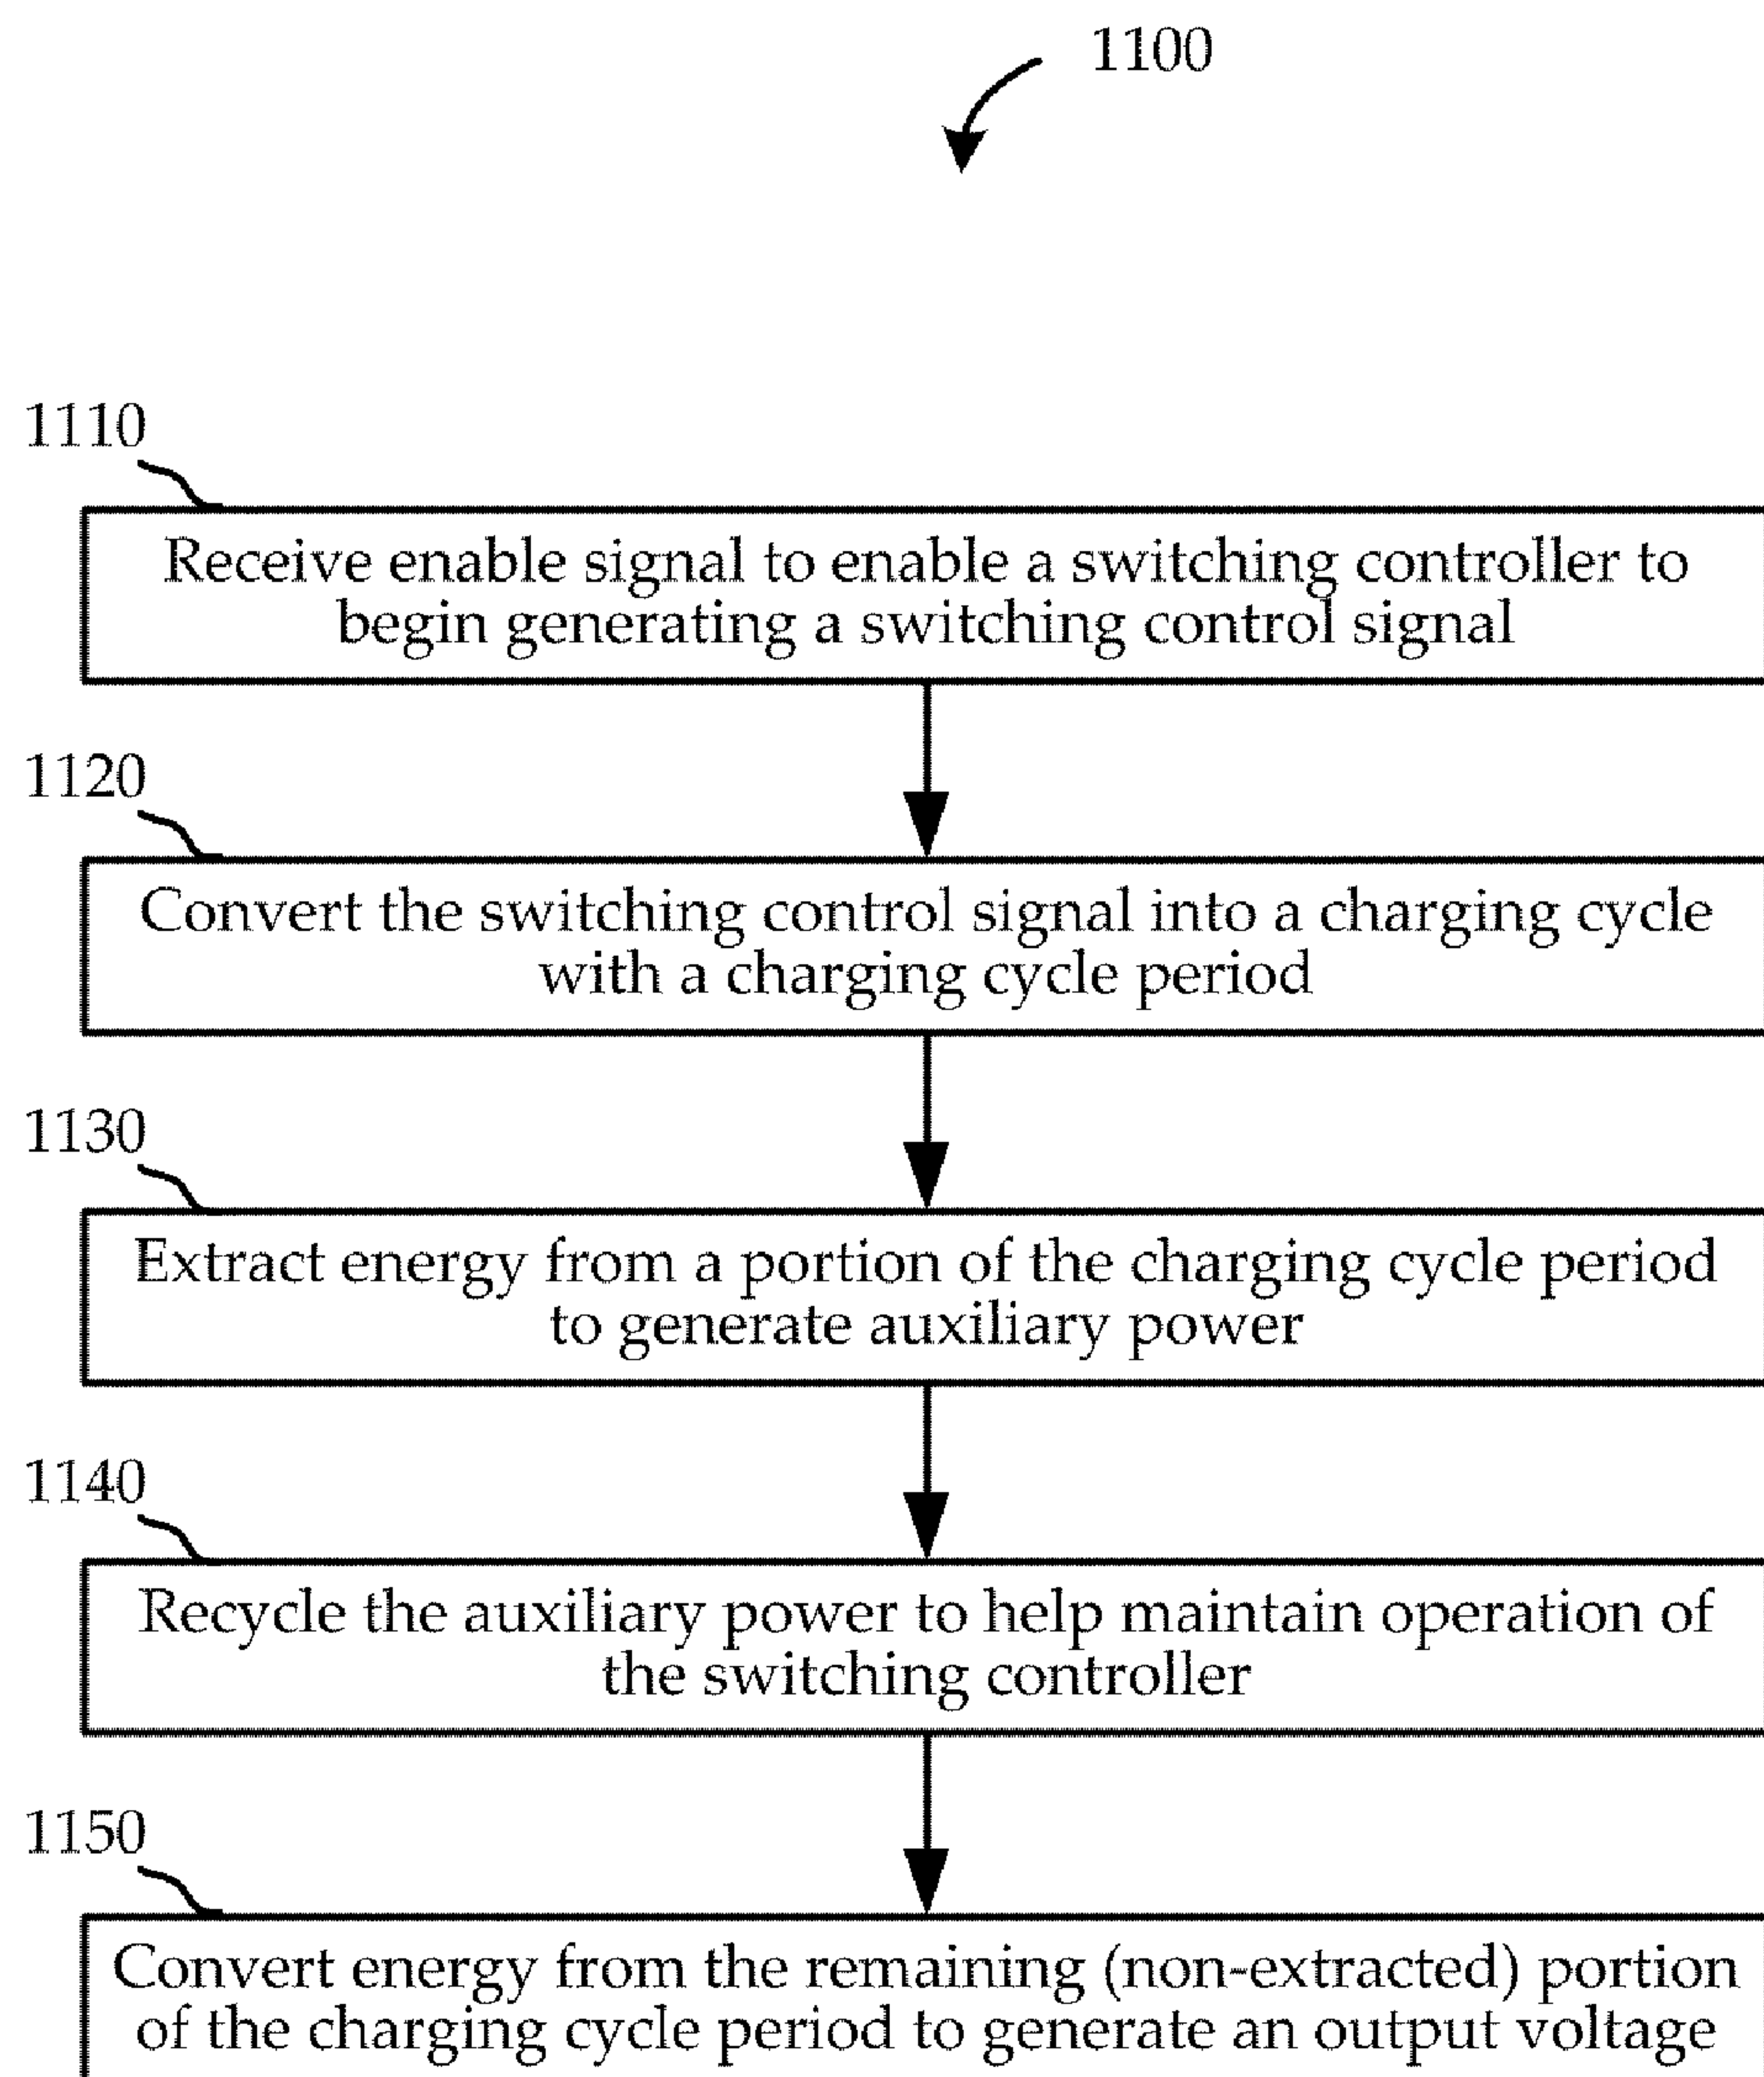 1100
1110
Receive enable signal to enable a switching controller to
begin generating a switching control signal
1120
Convert the switching control signal into a charging cycle
with a charging cycle period
1130
Extract energy from a portion of the charging cycle period
to generate auxiliary power
1140
Recycle the auxiliary power to help maintain operation of
the switching controller
1150
Convert energy from the remaining (non-extracted) portion
of the charging cycle period to generate an output voltage